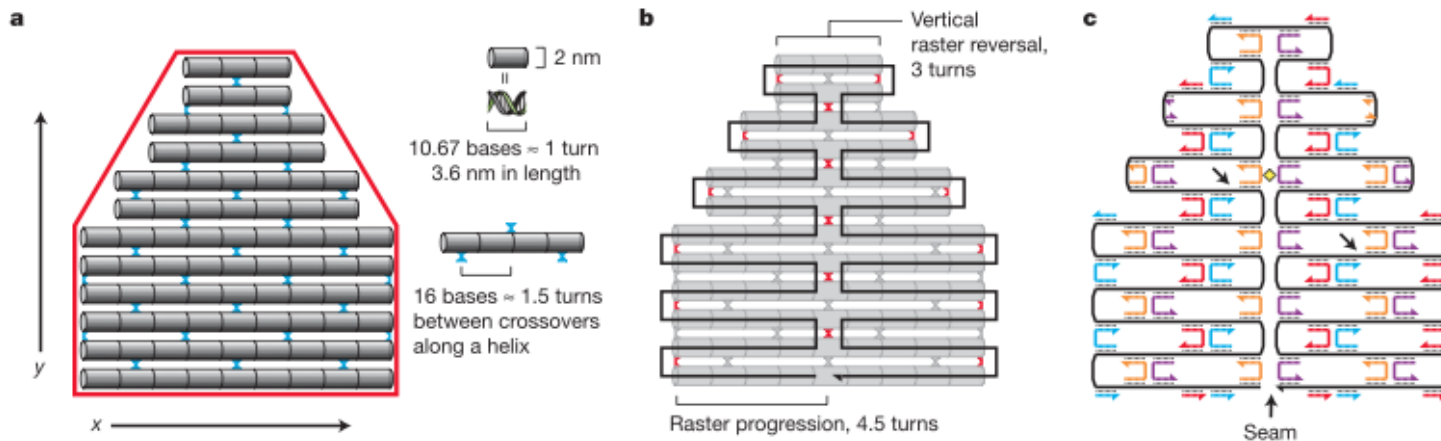 a
2 nm
=
10.67 bases ≈ 1 turn
3.6 nm in length
16 bases ≈ 1.5 turns
between crossovers
along a helix
y
x
b
Vertical
raster reversal,
3 turns
Raster progression, 4.5 turns
c
Seam